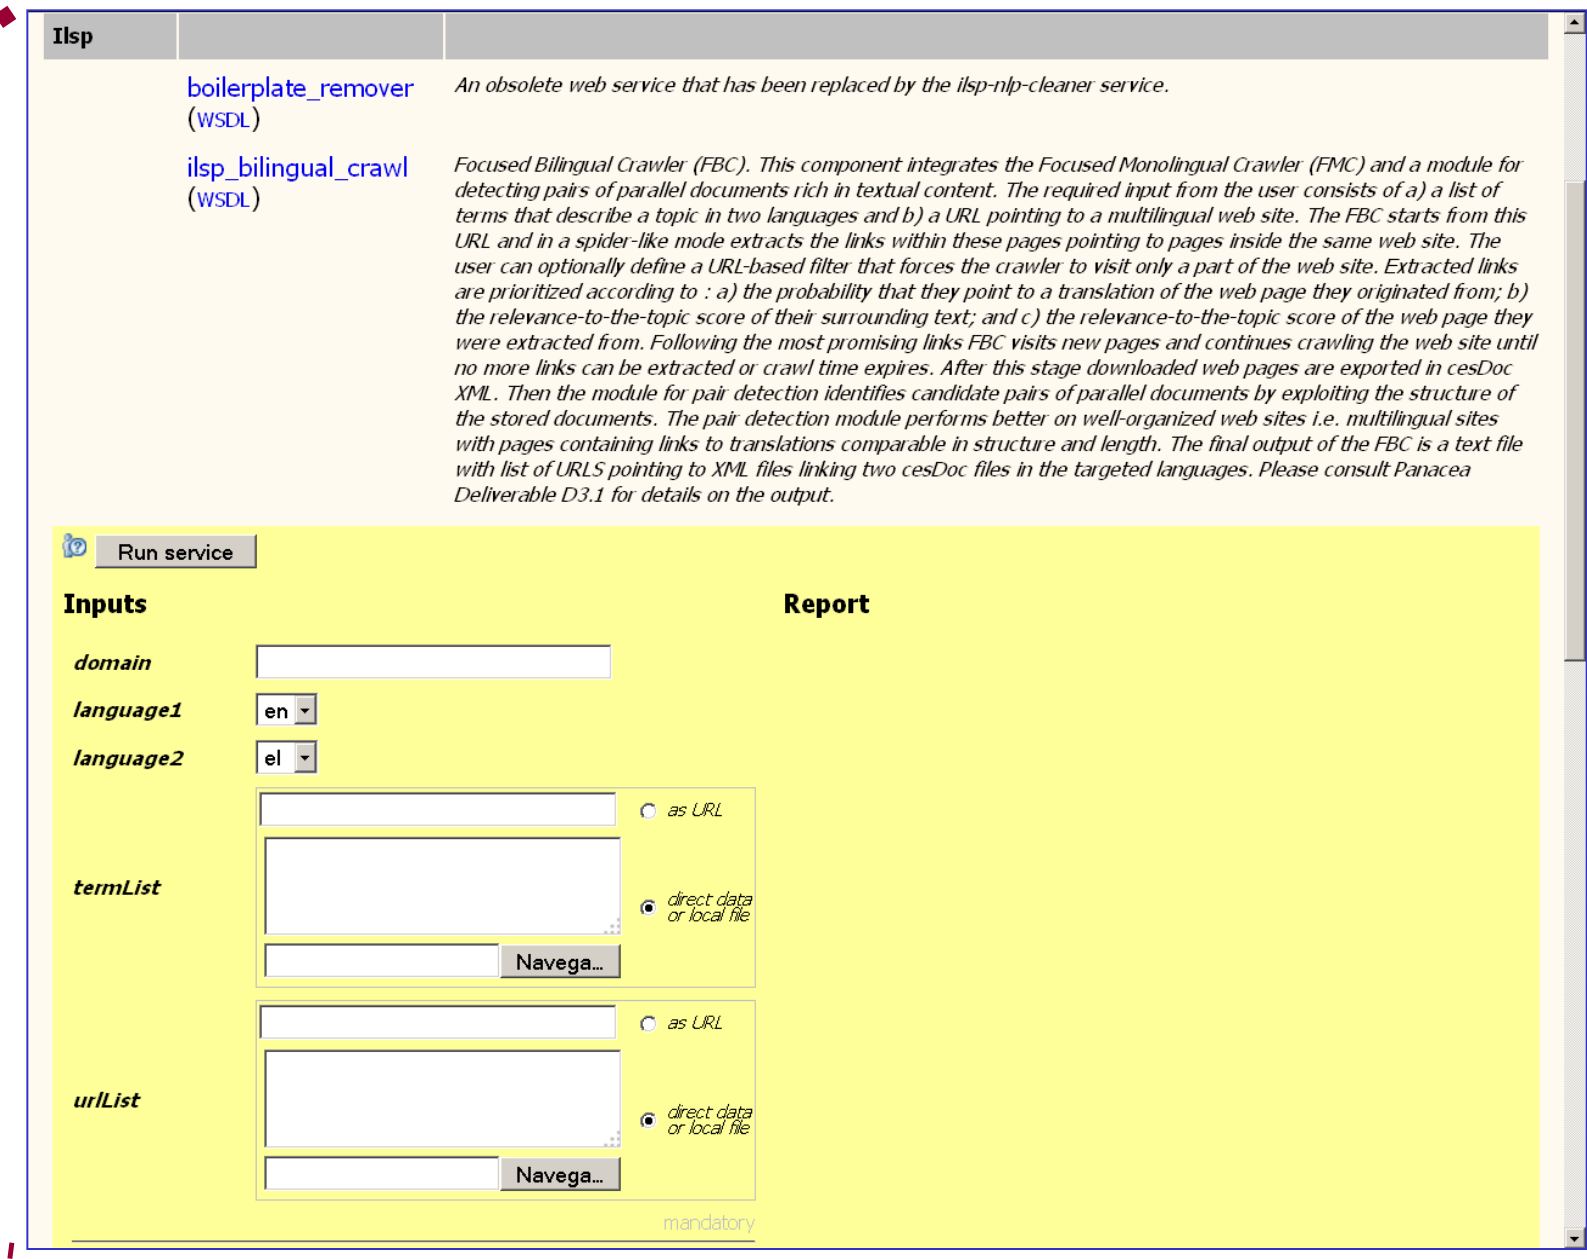 Ilsp
boilerplate_remover
(WSDL)
An obsolete web service that has been replaced by the ilsp-nlp-cleaner service.
ilsp_bilingual_crawl
(WSDL)
Focused Bilingual Crawler (FBC). This component integrates the Focused Monolingual Crawler (FMC) and a module for
detecting pairs of parallel documents rich in textual content. The required input from the user consists of a) a list of
terms that describe a topic in two languages and b) a URL pointing to a multilingual web site. The FBC starts from this
URL and in a spider-like mode extracts the links within these pages pointing to pages inside the same web site. The
user can optionally define a URL-based filter that forces the crawler to visit only a part of the web site. Extracted links
are prioritized according to : a) the probability that they point to a translation of the web page they originated from; b)
the relevance-to-the-topic score of their surrounding text; and c) the relevance-to-the-topic score of the web page they
were extracted from. Following the most promising links FBC visits new pages and continues crawling the web site until
no more links can be extracted or crawl time expires. After this stage downloaded web pages are exported in cesDoc
XML. Then the module for pair detection identifies candidate pairs of parallel documents by exploiting the structure of
the stored documents. The pair detection module performs better on well-organized web sites i.e. multilingual sites
with pages containing links to translations comparable in structure and length. The final output of the FBC is a text file
with list of URLS pointing to XML files linking two cesDoc files in the targeted languages. Please consult Panacea
Deliverable D3.1 for details on the output.
Run service
Inputs
Report
domain
language1
en
language2
el
as URL
termList
direct data
or local file
Navega...
as URL
urlList
direct data
or local file
Navega...
mandatory